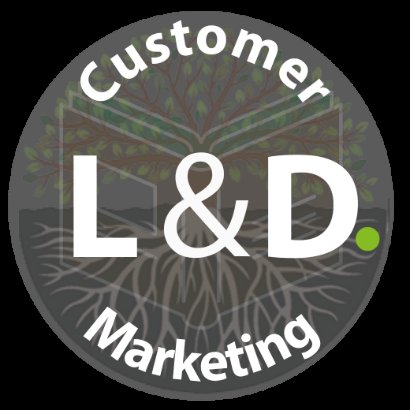 Customer
L & D.
Marketing